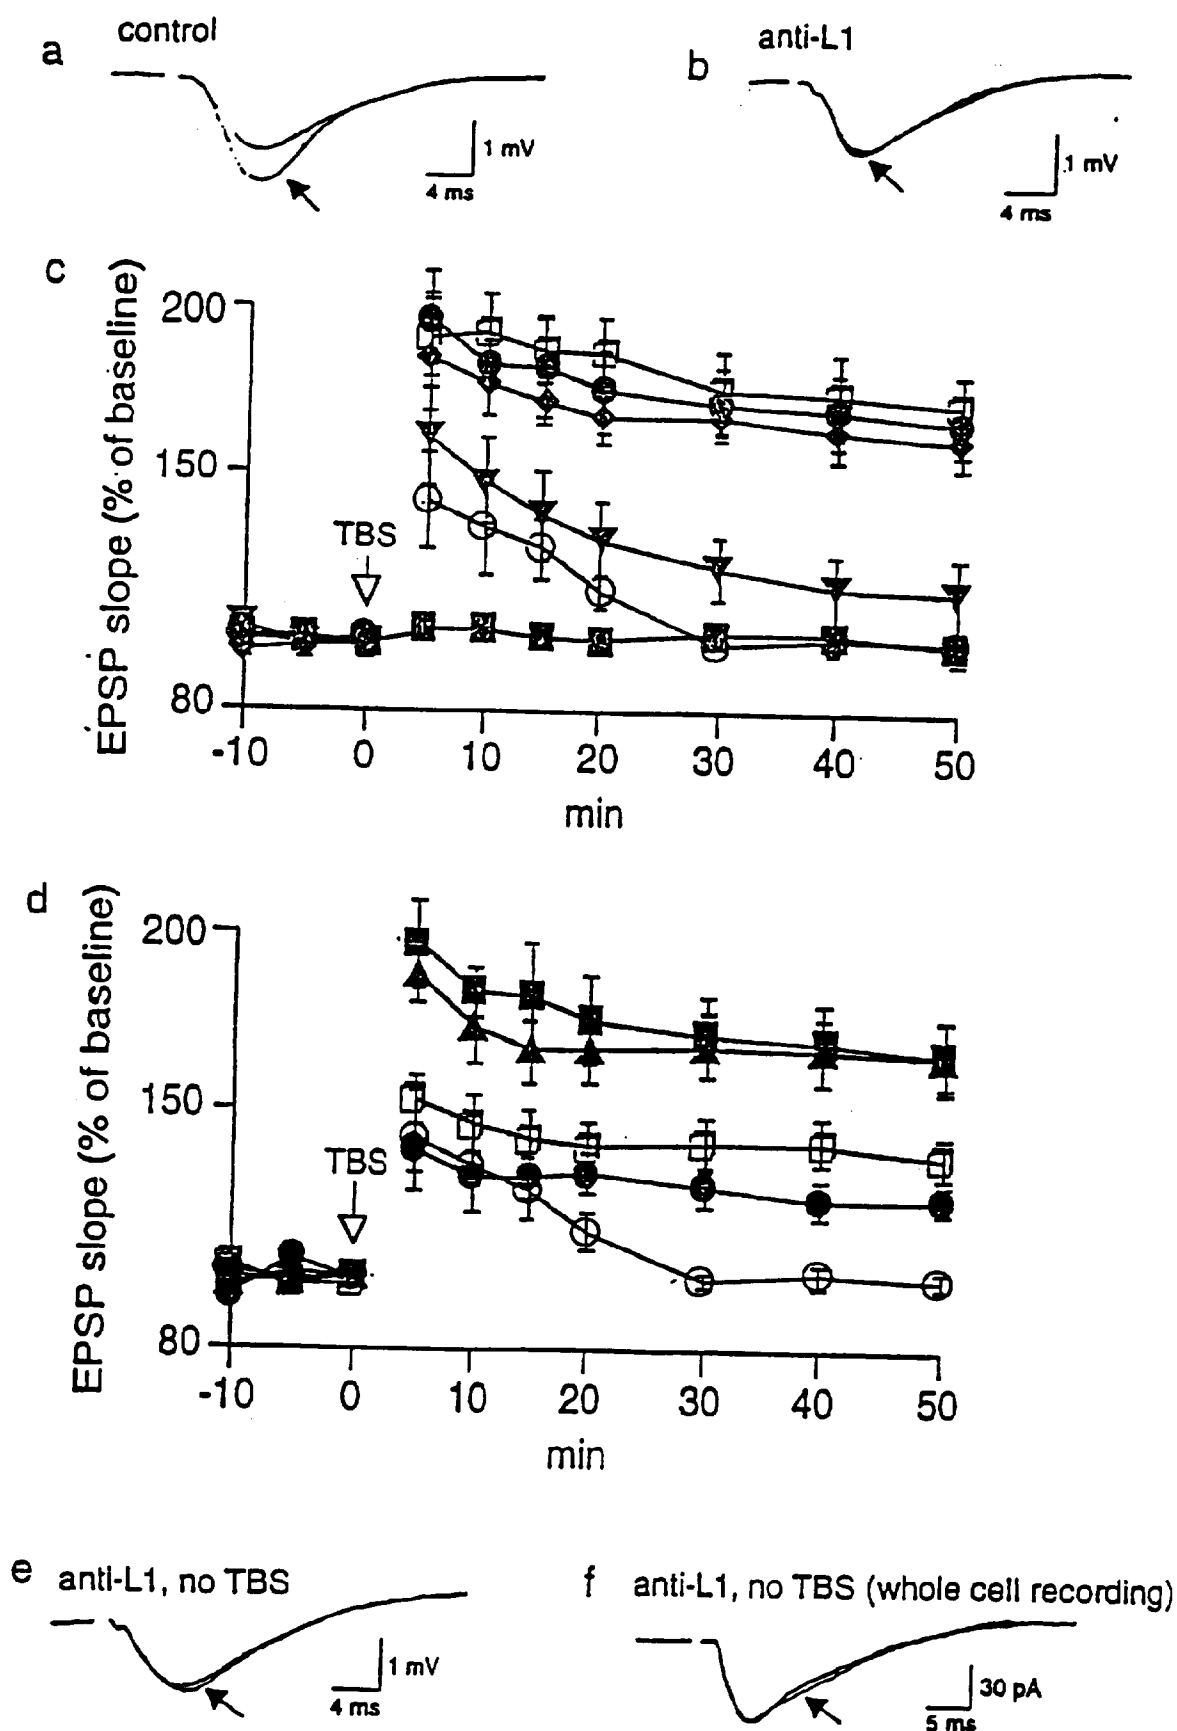 a
control
1 mV
4 ms
b
anti-L1
1 mV
4 ms
c
EPSP slope (% of baseline)
200
150
80
TBS
-10 0 10 20 30 40 50
min
d
EPSP slope (% of baseline)
200
150
80
TBS
-10 0 10 20 30 40 50
min
e
anti-L1, no TBS
1 mV
4 ms
f
anti-L1, no TBS (whole cell recording)
30 pA
5 ms